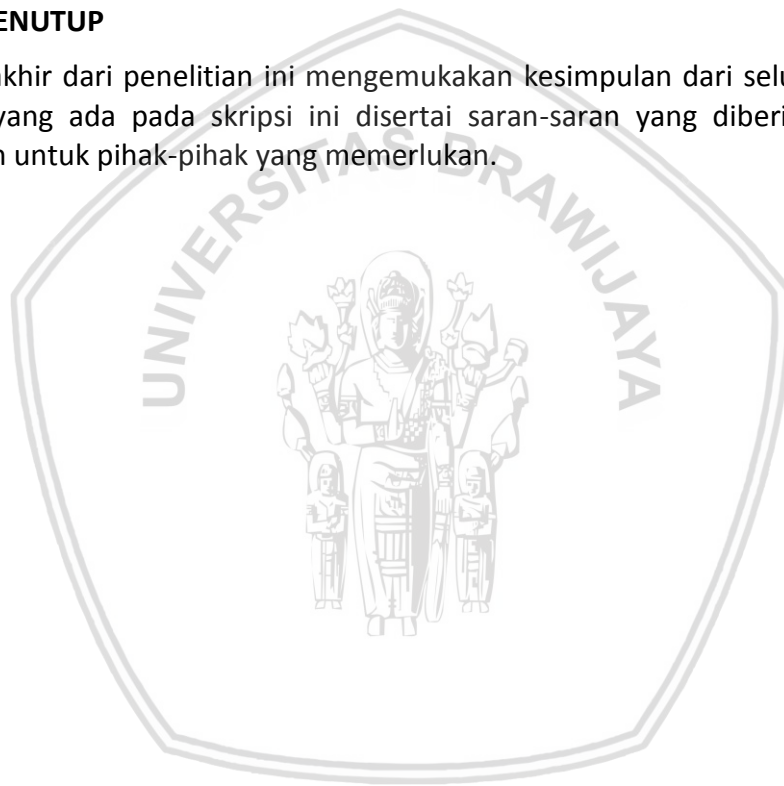 ENUTUP
khir dari penelitian ini mengemukakan kesimpulan dari selu
yang ada pada skripsi ini disertai saran-saran yang diberi
n untuk pihak-pihak yang memerlukan.
UNIVERSITAS BRAWIJAYA